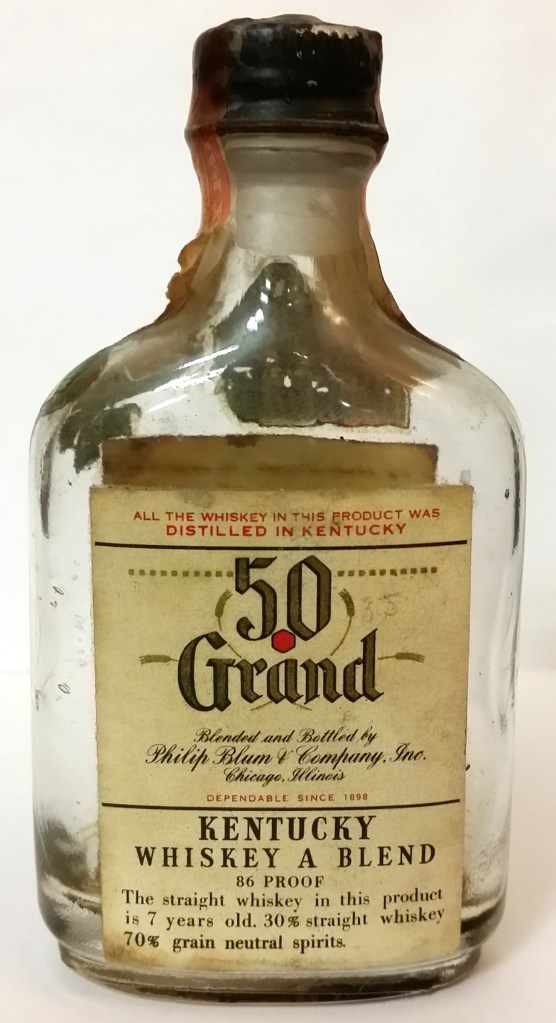 ALL THE WHISKEY IN THIS PRODUCT WAS
DISTILLED IN KENTUCKY
50
Grand
35
Blended and Bottled by
Philip Blum & Company, Inc.
Chicago, Illinois
DEPENDABLE SINCE 1898
KENTUCKY
WHISKEY A BLEND
86 PROOF
The straight whiskey in this product
is 7 years old. 30% straight whiskey
70% grain neutral spirits.